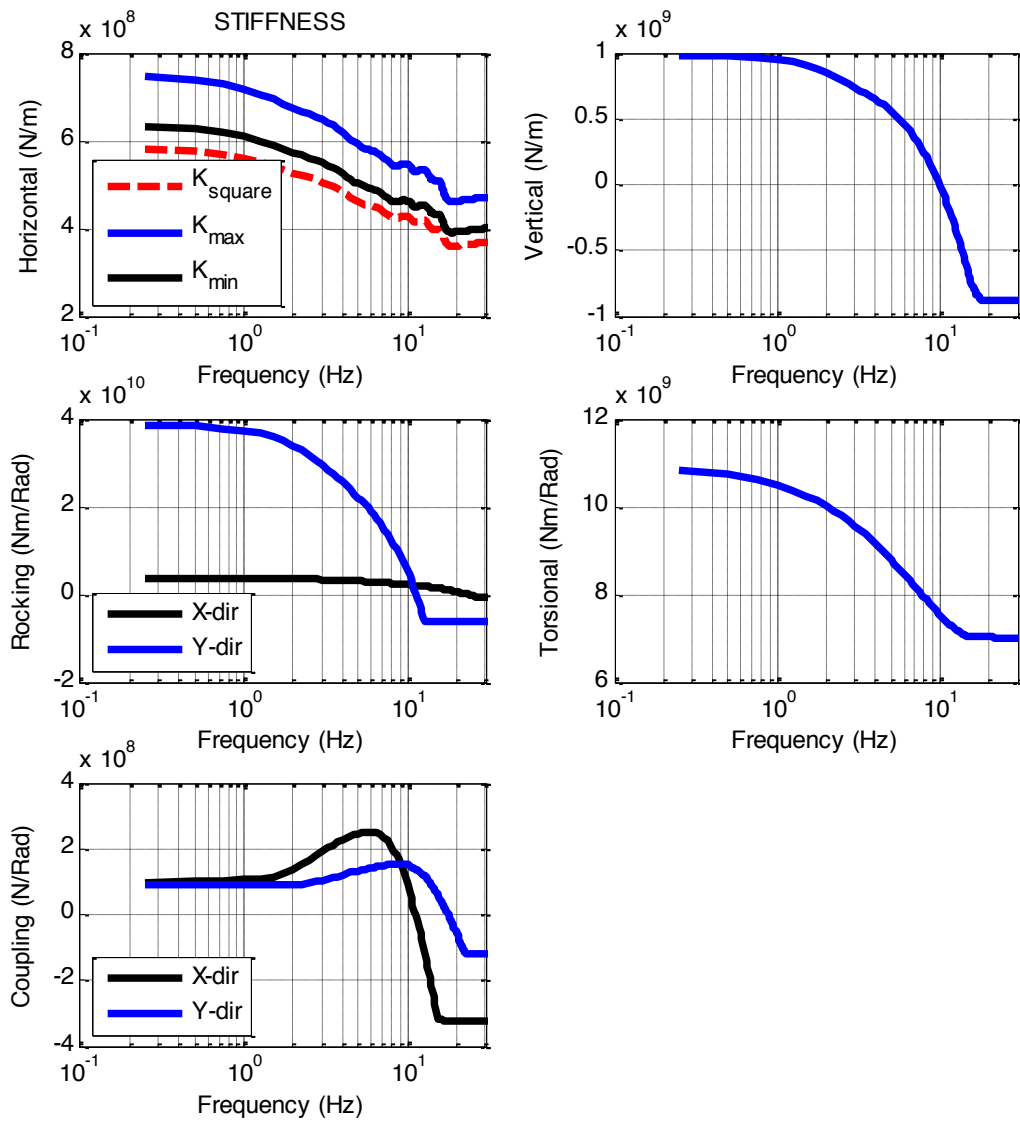 STIFFNESS
x 10^8
8
6
4
2
Horizontal (N/m)
K_square
K_max
K_min
10^-1
10^0
10^1
Frequency (Hz)
x 10^9
1
0.5
0
-0.5
-1
Vertical (N/m)
10^-1
10^0
10^1
Frequency (Hz)
x 10^10
4
2
0
-2
Rocking (Nm/Rad)
X-dir
Y-dir
10^-1
10^0
10^1
Frequency (Hz)
x 10^9
12
10
8
6
Torsional (Nm/Rad)
10^-1
10^0
10^1
Frequency (Hz)
x 10^8
4
2
0
-2
-4
Coupling (N/Rad)
X-dir
Y-dir
10^-1
10^0
10^1
Frequency (Hz)